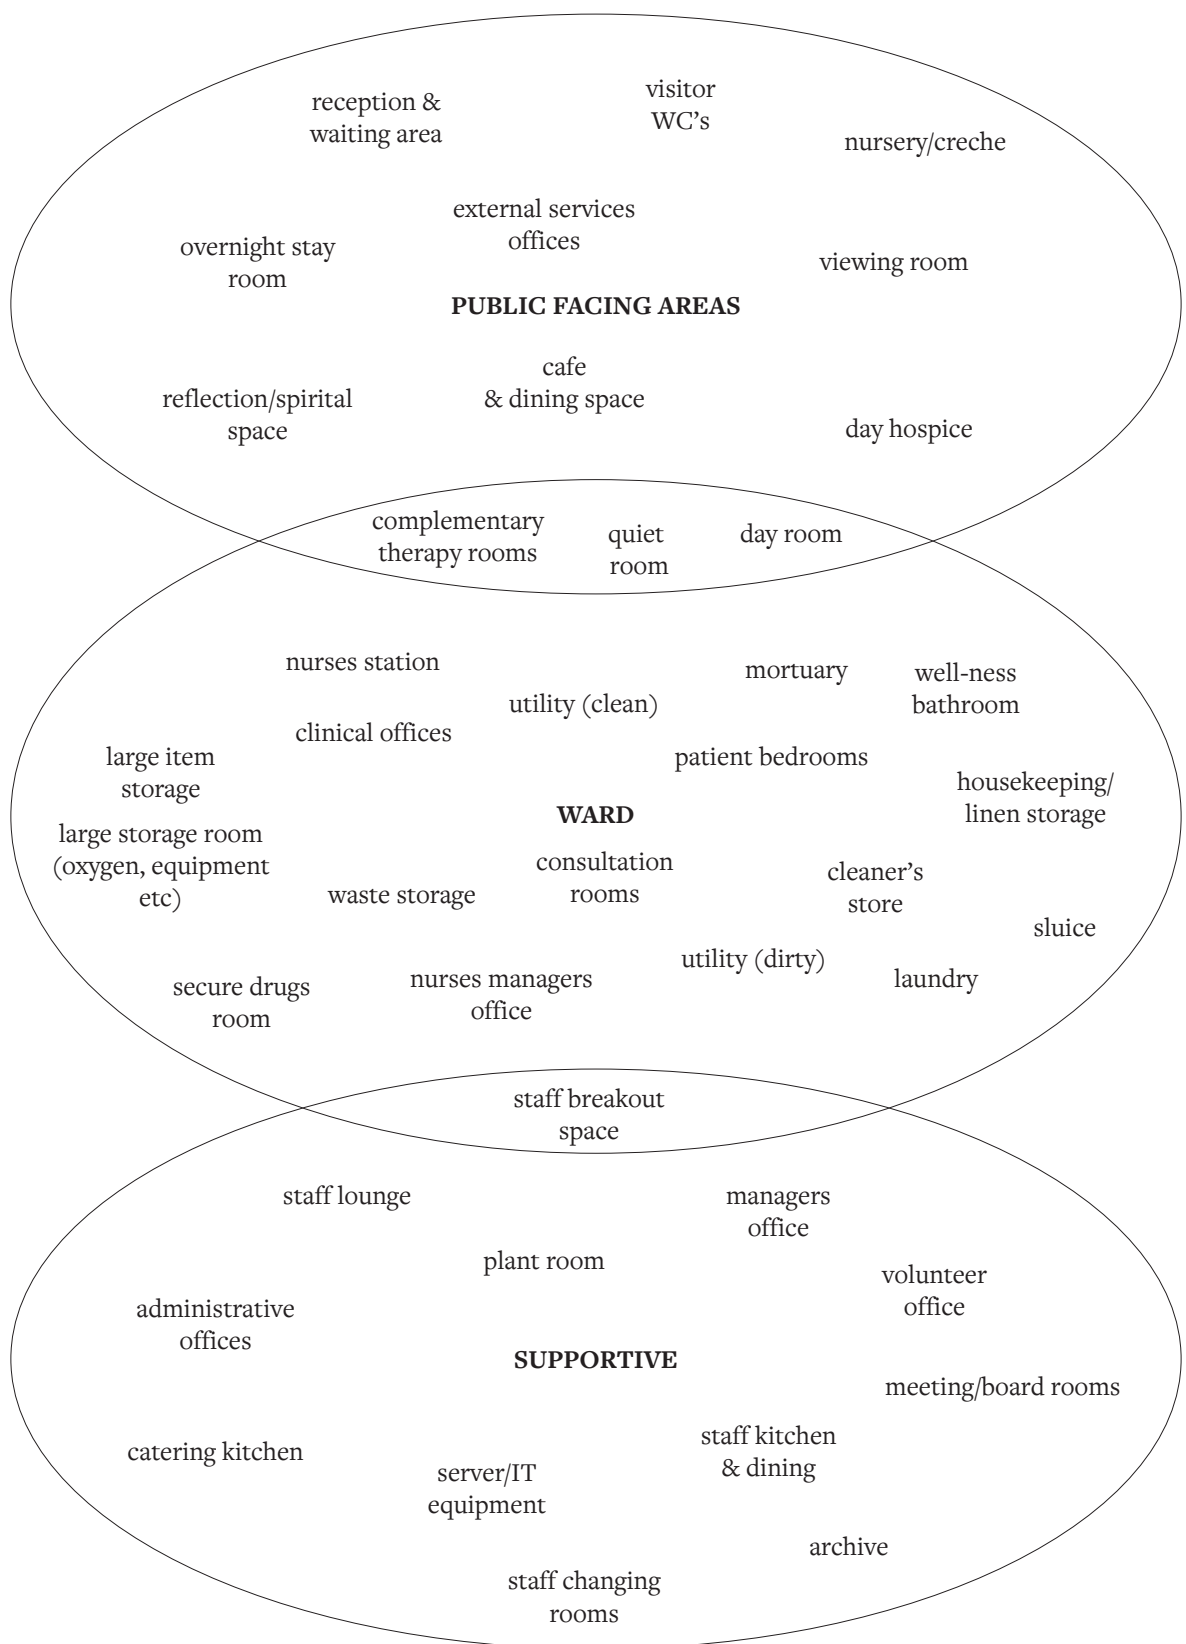 reception &
waiting area
visitor
WC’s
nursery/creche
external services
offices
overnight stay
room
viewing room
PUBLIC FACING AREAS
cafe
& dining space
reflection/spirital
space
day hospice
complementary
therapy rooms
quiet
room
day room
nurses station
mortuary
well-ness
bathroom
utility (clean)
clinical offices
large item
storage
patient bedrooms
housekeeping/
linen storage
WARD
large storage room
(oxygen, equipment
etc)
consultation
rooms
waste storage
cleaner’s
store
sluice
utility (dirty)
laundry
nurses managers
office
secure drugs
room
staff breakout
space
staff lounge
managers
office
plant room
volunteer
office
administrative
offices
SUPPORTIVE
meeting/board rooms
catering kitchen
staff kitchen
& dining
server/IT
equipment
archive
staff changing
rooms